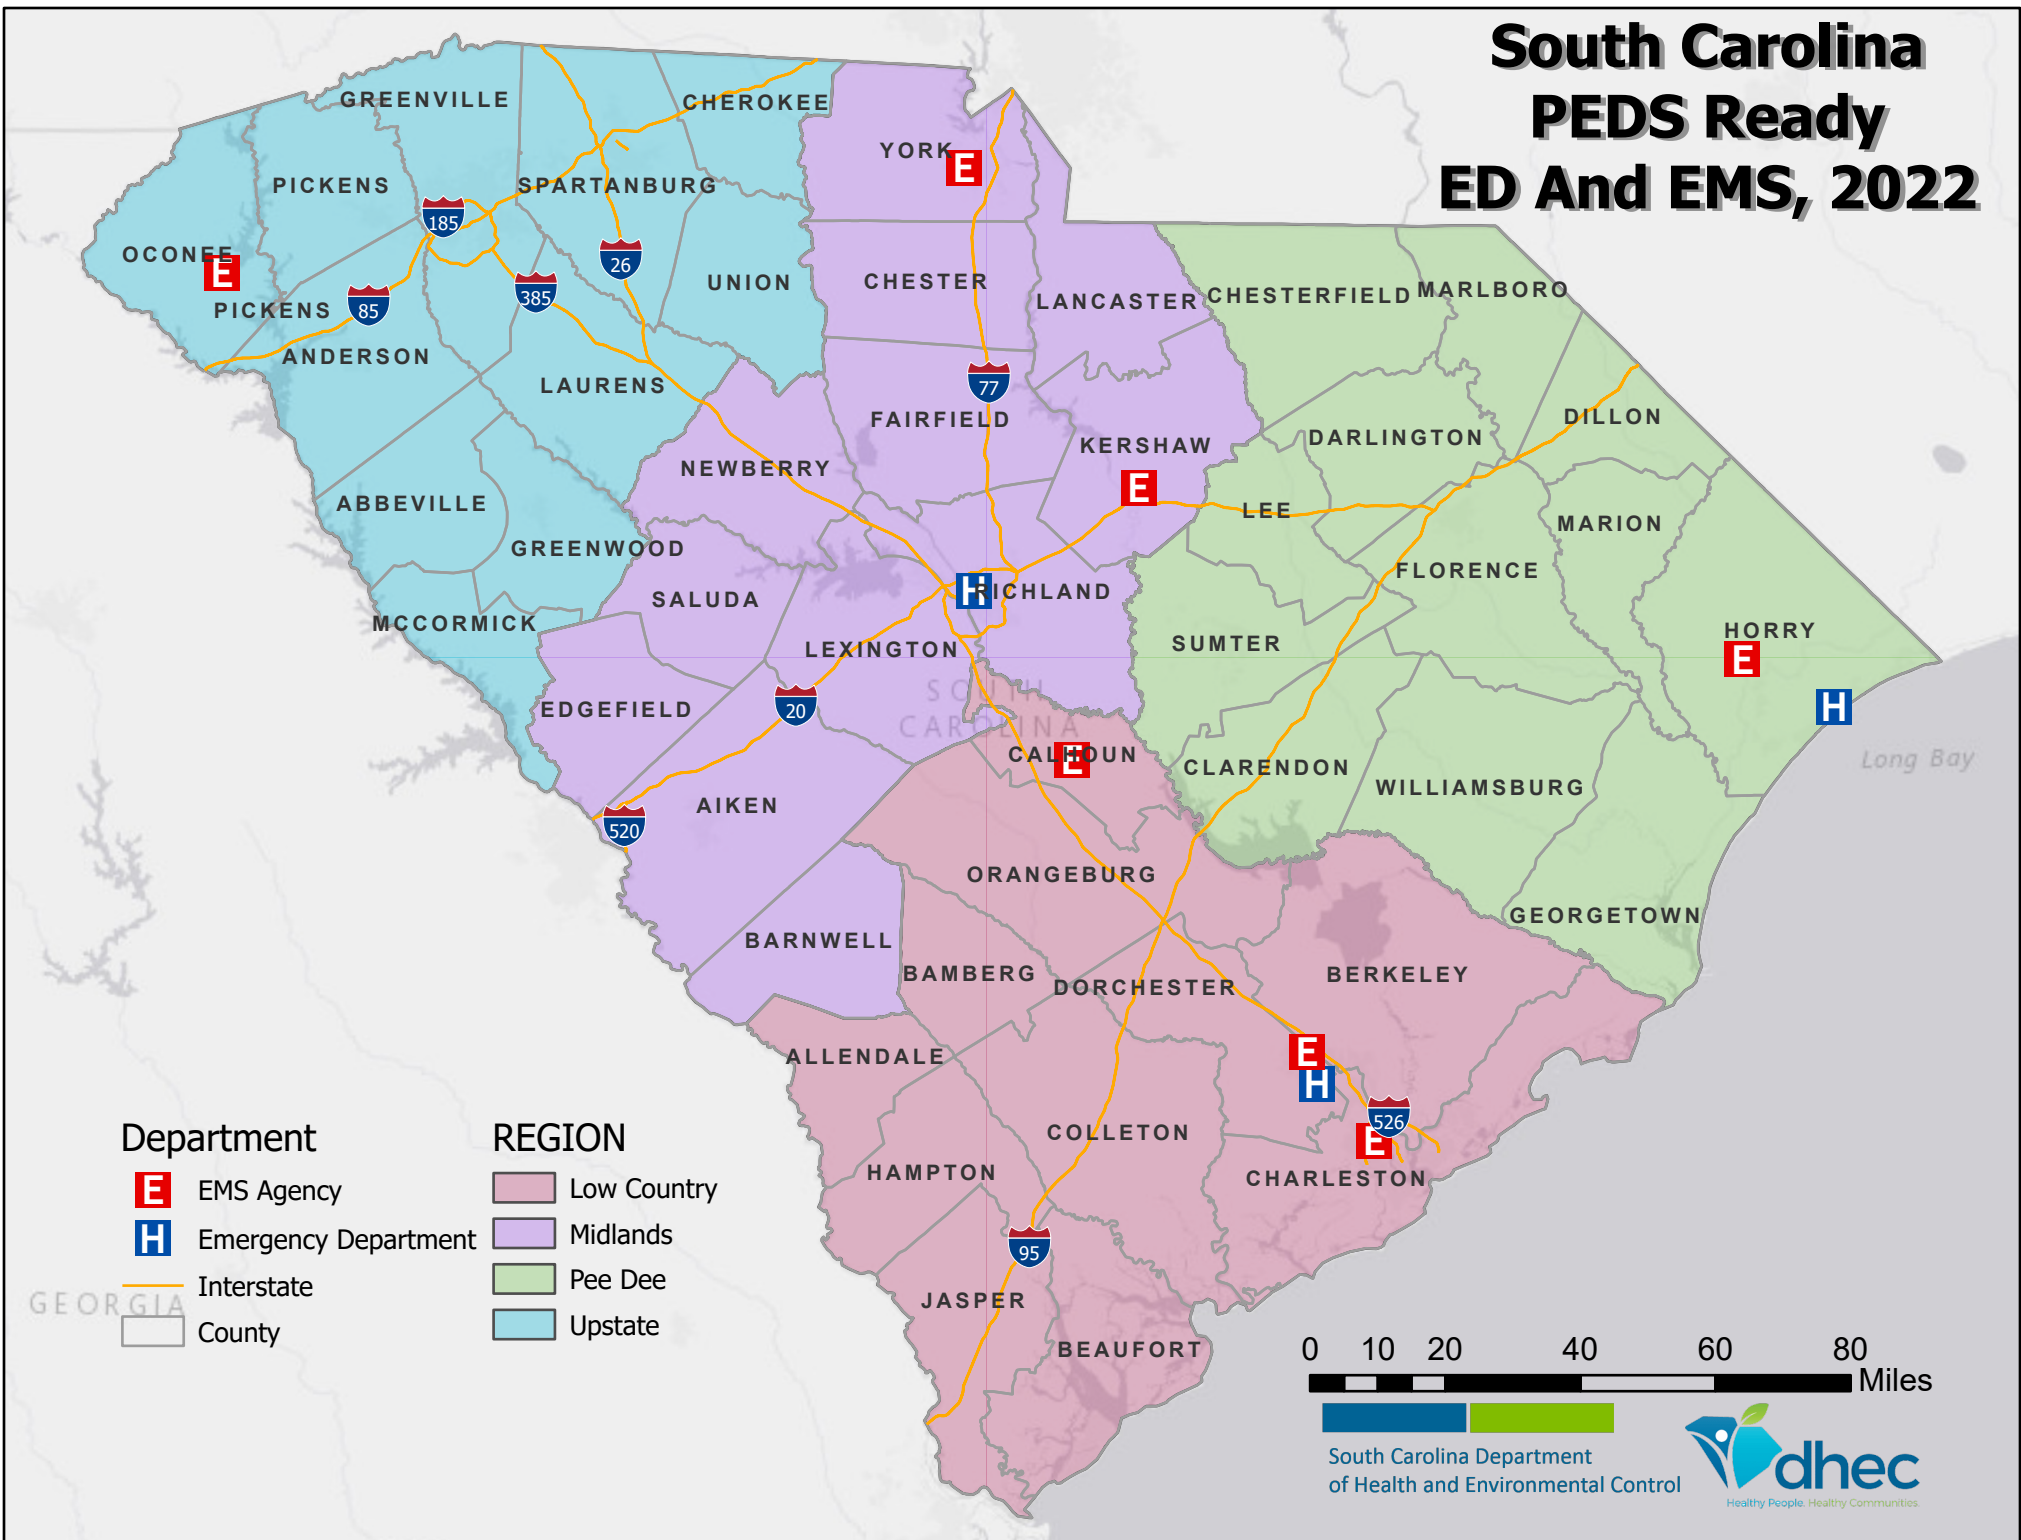 South Carolina
PEDS Ready
ED And EMS, 2022
GREENVILLE
CHEROKEE
YORK
E
PICKENS
SPARTANBURG
185
OCONEE
E
26
UNION
CHESTER
LANCASTER
CHESTERFIELD
MARLBORO
385
PICKENS
85
ANDERSON
LAURENS
77
FAIRFIELD
DILLON
DARLINGTON
KERSHAW
NEWBERRY
E
ABBEVILLE
LEE
MARION
GREENWOOD
FLORENCE
H
RICHLAND
SALUDA
MCCORMICK
HORRY
E
LEXINGTON
SUMTER
SOUTH
CAROLINA
EDGEFIELD
20
H
CALHOUN
E
CLARENDON
Long Bay
WILLIAMSBURG
AIKEN
520
ORANGEBURG
GEORGETOWN
BARNWELL
BAMBERG
BERKELEY
DORCHESTER
ALLENDALE
E
H
526
E
COLLETON
HAMPTON
CHARLESTON
95
JASPER
BEAUFORT
GEORGIA
Department
E EMS Agency
H Emergency Department
Interstate
County
REGION
Low Country
Midlands
Pee Dee
Upstate
0 10 20 40 60 80
Miles
South Carolina Department
of Health and Environmental Control
dhec
Healthy People. Healthy Communities.